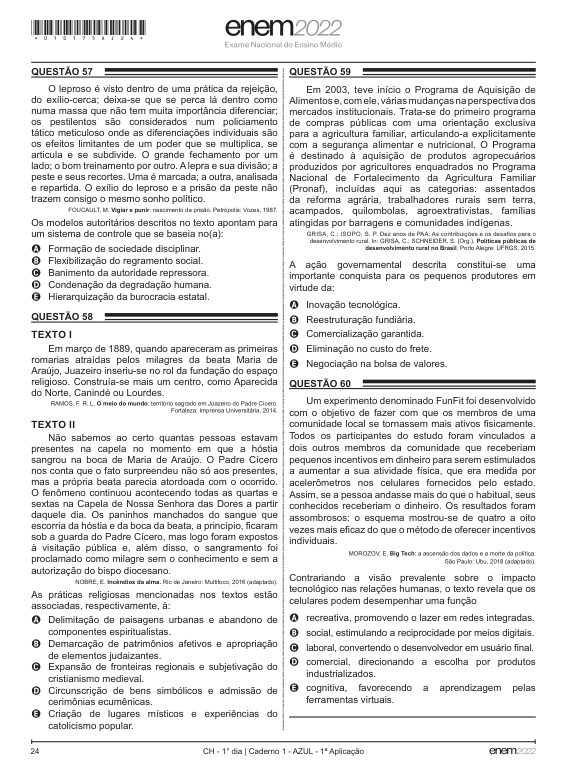 *010175AZ24*
enem2022
Exame Nacional do Ensino Médio
QUESTÃO 57
O leproso é visto dentro de uma prática da rejeição,
do exílio-cerca; deixa-se que se perca lá dentro como
numa massa que não tem muita importância diferenciar;
os pestilentos são considerados num policiamento
tático meticuloso onde as diferenciações individuais são
os efeitos limitantes de um poder que se multiplica, se
articula e se subdivide. O grande fechamento por um
lado; o bom treinamento por outro. A lepra e sua divisão; a
peste e seus recortes. Uma é marcada; a outra, analisada
e repartida. O exílio do leproso e a prisão da peste não
trazem consigo o mesmo sonho político.
FOUCAULT, M. Vigiar e punir: nascimento da prisão. Petrópolis: Vozes, 1987.
Os modelos autoritários descritos no texto apontam para
um sistema de controle que se baseia no(a):
A Formação de sociedade disciplinar.
B Flexibilização do regramento social.
C Banimento da autoridade repressora.
D Condenação da degradação humana.
E Hierarquização da burocracia estatal.
QUESTÃO 58
TEXTO I
Em março de 1889, quando apareceram as primeiras
romarias atraídas pelos milagres da beata Maria de
Araújo, Juazeiro inseriu-se no rol da fundação do espaço
religioso. Construía-se mais um centro, como Aparecida
do Norte, Canindé ou Lourdes.
RAMOS, F. R. L. O meio do mundo: território sagrado em Juazeiro do Padre Cícero.
Fortaleza: Imprensa Universitária, 2014.
TEXTO II
Não sabemos ao certo quantas pessoas estavam
presentes na capela no momento em que a hóstia
sangrou na boca de Maria de Araújo. O Padre Cícero
nos conta que o fato surpreendeu não só aos presentes,
mas a própria beata parecia atordoada com o ocorrido.
O fenômeno continuou acontecendo todas as quartas e
sextas na Capela de Nossa Senhora das Dores a partir
daquele dia. Os paninhos manchados do sangue que
escorria da hóstia e da boca da beata, a princípio, ficaram
sob a guarda do Padre Cícero, mas logo foram expostos
à visitação pública e, além disso, o sangramento foi
proclamado como milagre sem o conhecimento e sem a
autorização do bispo diocesano.
NOBRE, E. Incêndios da alma. Rio de Janeiro: Multifoco, 2016 (adaptado).
As práticas religiosas mencionadas nos textos estão
associadas, respectivamente, à:
A Delimitação de paisagens urbanas e abandono de
componentes espiritualistas.
B Demarcação de patrimônios afetivos e apropriação
de elementos judaizantes.
C Expansão de fronteiras regionais e subjetivação do
cristianismo medieval.
D Circunscrição de bens simbólicos e admissão de
cerimônias ecumênicas.
E Criação de lugares místicos e experiências do
catolicismo popular.
QUESTÃO 59
Em 2003, teve início o Programa de Aquisição de
Alimentos e, com ele, várias mudanças na perspectiva dos
mercados institucionais. Trata-se do primeiro programa
de compras públicas com uma orientação exclusiva
para a agricultura familiar, articulando-a explicitamente
com a segurança alimentar e nutricional. O Programa
é destinado à aquisição de produtos agropecuários
produzidos por agricultores enquadrados no Programa
Nacional de Fortalecimento da Agricultura Familiar
(Pronaf), incluídas aqui as categorias: assentados
da reforma agrária, trabalhadores rurais sem terra,
acampados, quilombolas, agroextrativistas, famílias
atingidas por barragens e comunidades indígenas.
GRISA, C.; ISOPO, S. P. Dez anos de PAA: As contribuições e os desafios para o
desenvolvimento rural. In: GRISA, C.; SCHNEIDER, S. (Org.). Políticas públicas de
desenvolvimento rural no Brasil. Porto Alegre: UFRGS, 2015.
A ação governamental descrita constitui-se uma
importante conquista para os pequenos produtores em
virtude da:
A Inovação tecnológica.
B Reestruturação fundiária.
C Comercialização garantida.
D Eliminação no custo do frete.
E Negociação na bolsa de valores.
QUESTÃO 60
Um experimento denominado FunFit foi desenvolvido
com o objetivo de fazer com que os membros de uma
comunidade local se tornassem mais ativos fisicamente.
Todos os participantes do estudo foram vinculados a
dois outros membros da comunidade que receberiam
pequenos incentivos em dinheiro para serem estimulados
a aumentar a sua atividade física, que era medida por
acelerômetros nos celulares fornecidos pelo estado.
Assim, se a pessoa andasse mais do que o habitual, seus
conhecidos receberiam o dinheiro. Os resultados foram
assombrosos: o esquema mostrou-se de quatro a oito
vezes mais eficaz do que o método de oferecer incentivos
individuais.
MOROZOV, E. Big Tech: a ascensão dos dados e a morte da política.
São Paulo: Ubu, 2018 (adaptado).
Contrariando a visão prevalente sobre o impacto
tecnológico nas relações humanas, o texto revela que os
celulares podem desempenhar uma função
A recreativa, promovendo o lazer em redes integradas.
B social, estimulando a reciprocidade por meios digitais.
C laboral, convertendo o desenvolvedor em usuário final.
D comercial, direcionando a escolha por produtos
industrializados.
E cognitiva, favorecendo a aprendizagem pelas
ferramentas virtuais.
24
CH - 1° dia | Caderno 1 - AZUL - 1ª Aplicação
enem2022